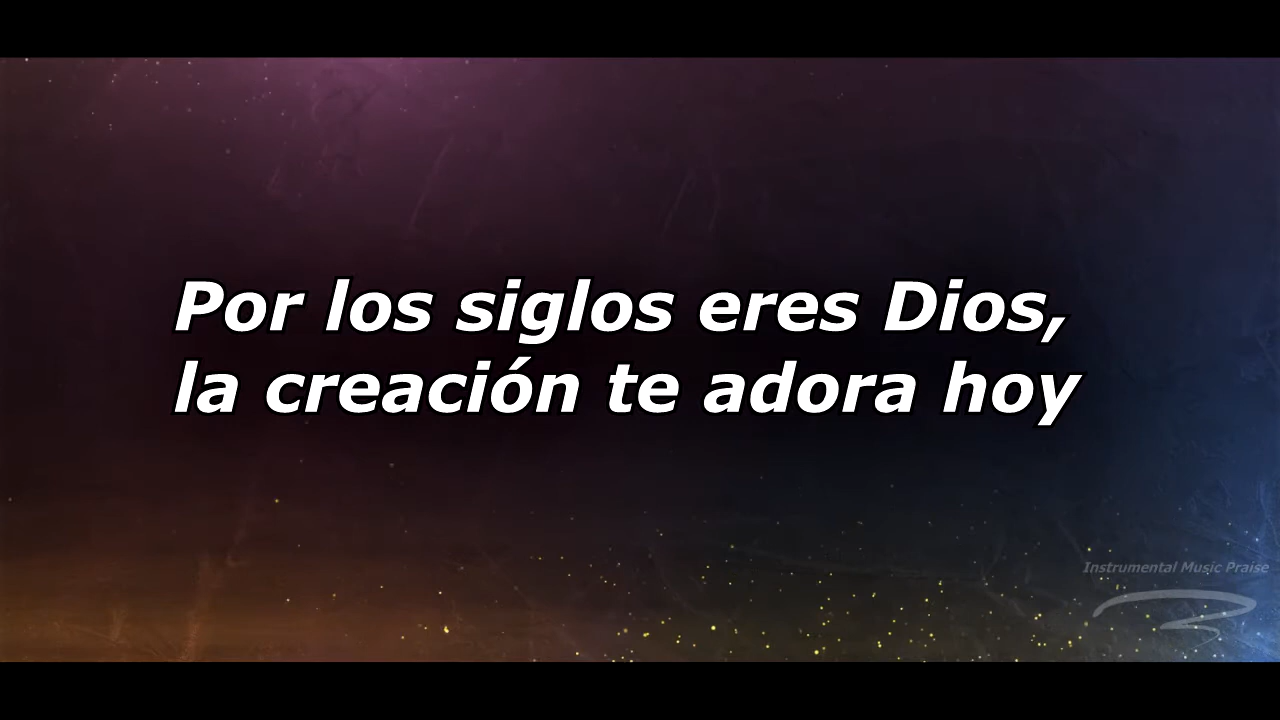 Por los siglos eres Dios,
la creación te adora hoy
Instrumental Music Praise